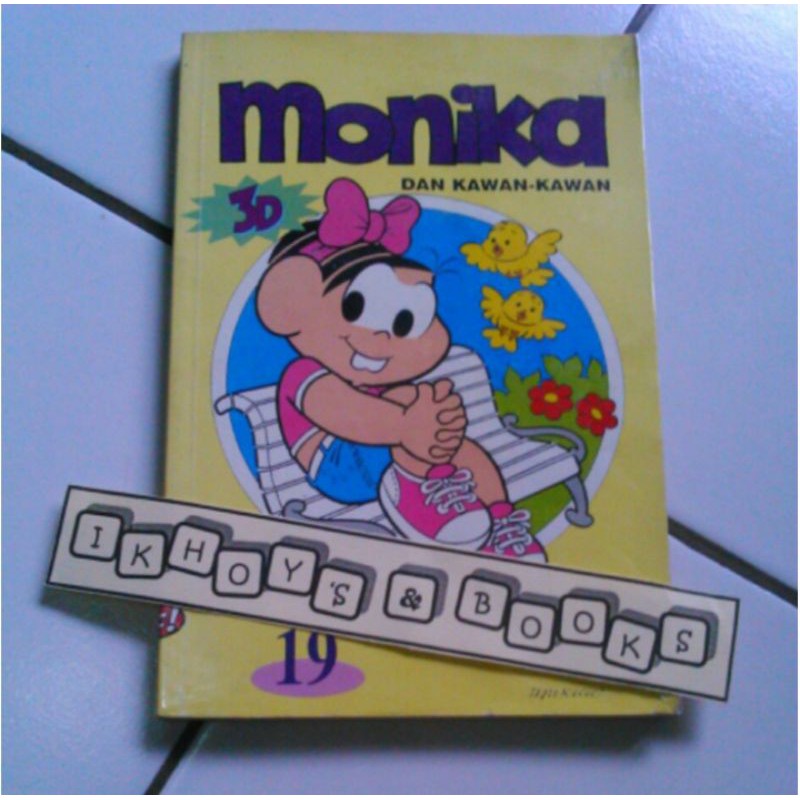 monika
DAN KAWAN-KAWAN
3D
IKHOY'S & BOOKS
19